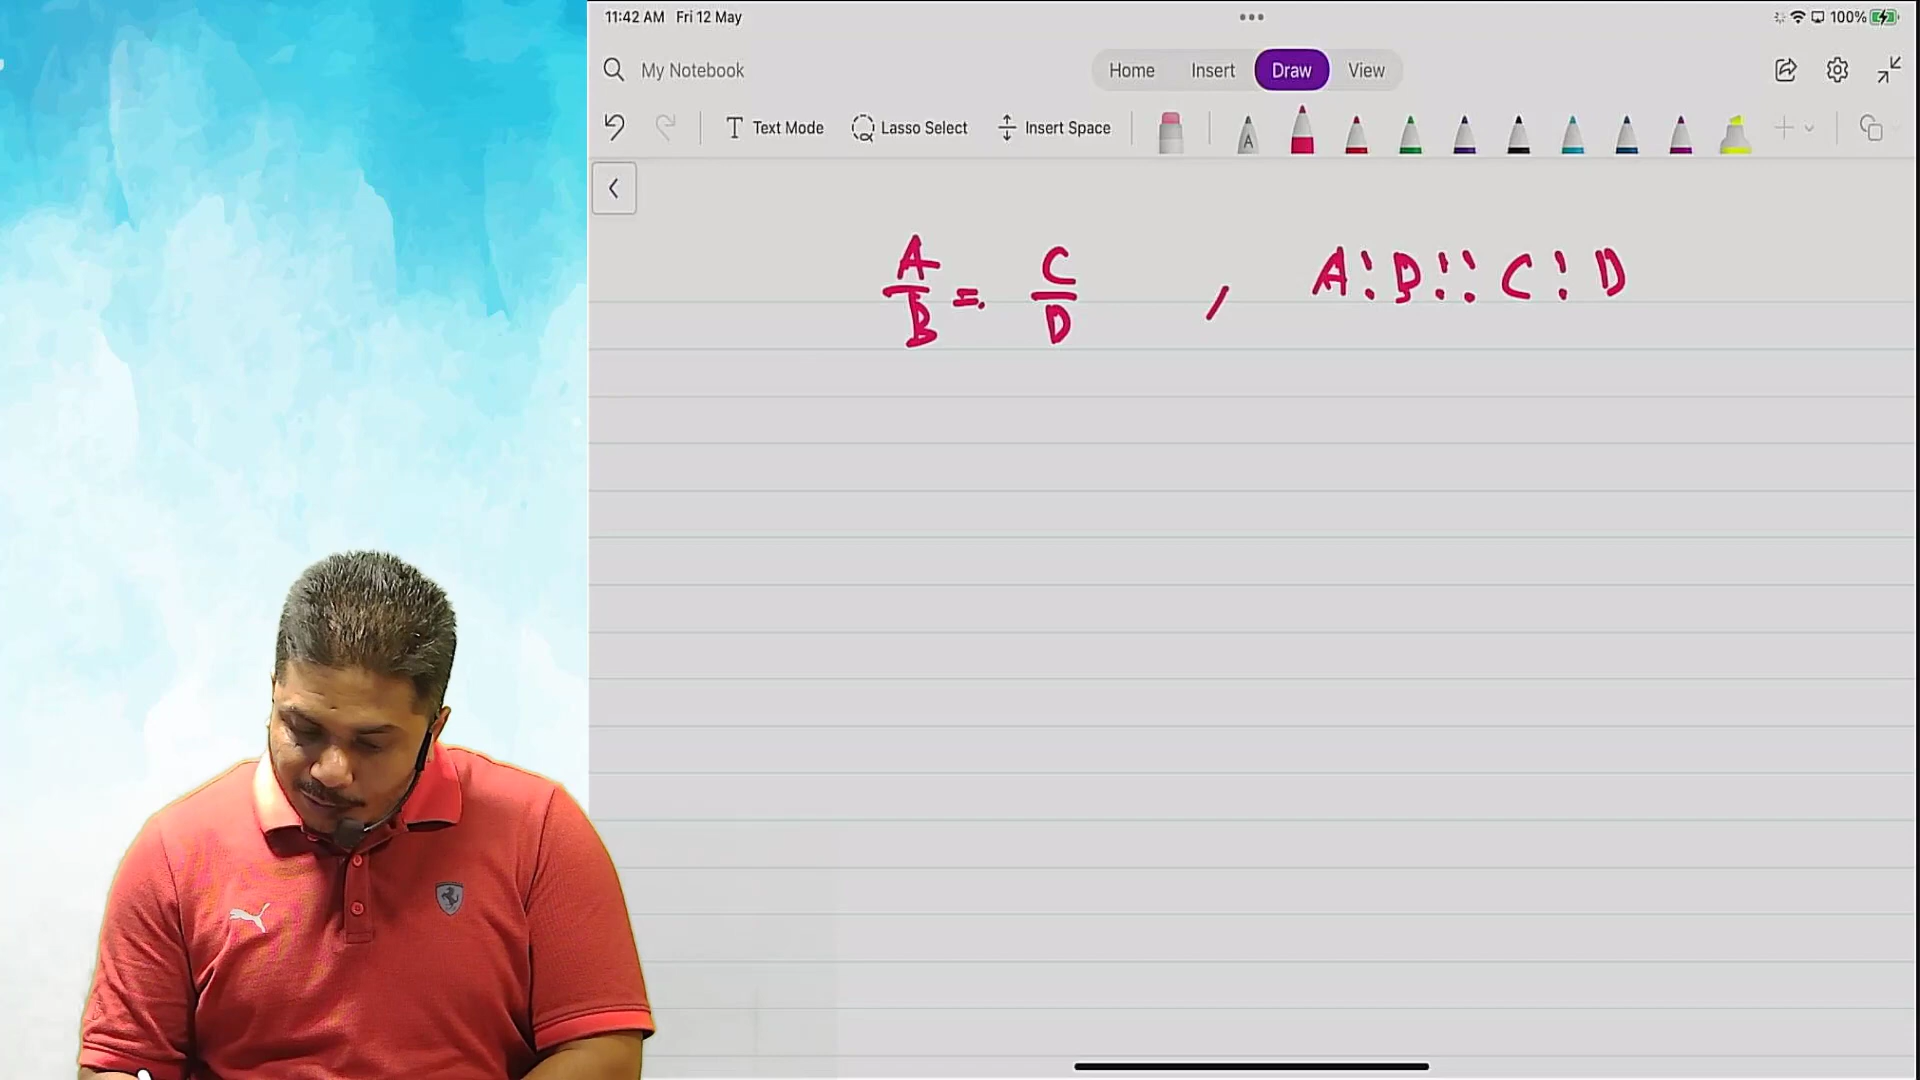 11:42 AM Fri 12 May 100%
My Notebook Home Insert Draw View
Text Mode Lasso Select Insert Space A
A/B = C/D , A:B::C:D